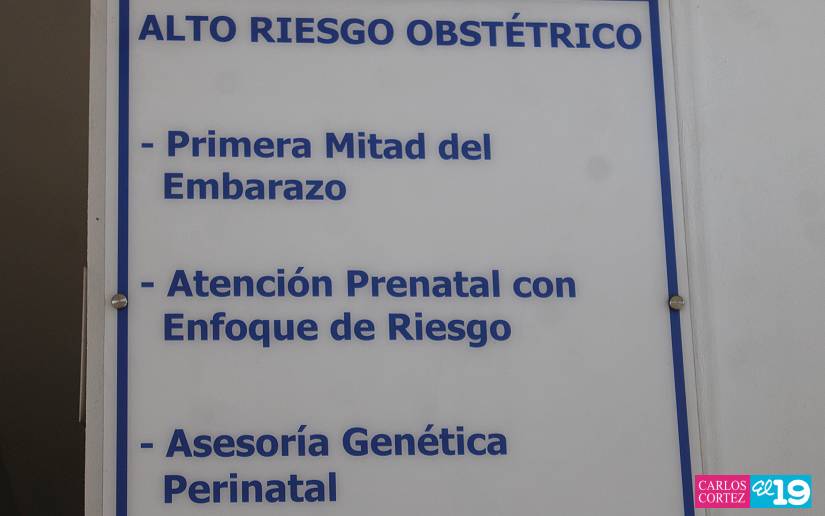 ALTO RIESGO OBSTÉTRICO
- Primera Mitad del
Embarazo
- Atención Prenatal con
Enfoque de Riesgo
- Asesoría Genética
Perinatal
CARLOS
CORTEZ
El 19